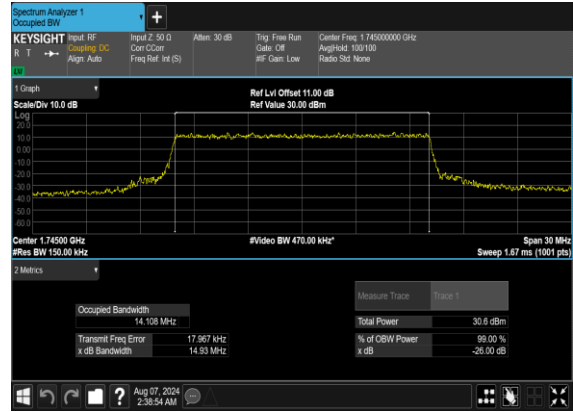 Spectrum Analyzer 1
Occupied BW
+
KEYSIGHT Input: RF Input Z: 50 Ω Atten: 30 dB Trig: Free Run Center Freq: 1.745000000 GHz
R T Coupling: DC Corr CCorr Gate: Off Avg|Hold: 100/100
Align: Auto Freq Ref: Int (S) #IF Gain: Low Radio Std: None
1 Graph
Ref Lvl Offset 11.00 dB
Scale/Div 10.0 dB Ref Value 30.00 dBm
Log
20.0
10.0
0.00
-10.0
-20.0
-30.0
-40.0
-50.0
-60.0
Center 1.74500 GHz #Video BW 470.00 kHz* Span 30 MHz
#Res BW 150.00 kHz Sweep 1.67 ms (1001 pts)
2 Metrics
Measure Trace Trace 1
Occupied Bandwidth
14.108 MHz Total Power 30.6 dBm
Transmit Freq Error 17.967 kHz % of OBW Power 99.00 %
x dB Bandwidth 14.93 MHz x dB -26.00 dB
? Aug 07, 2024
2:38:54 AM